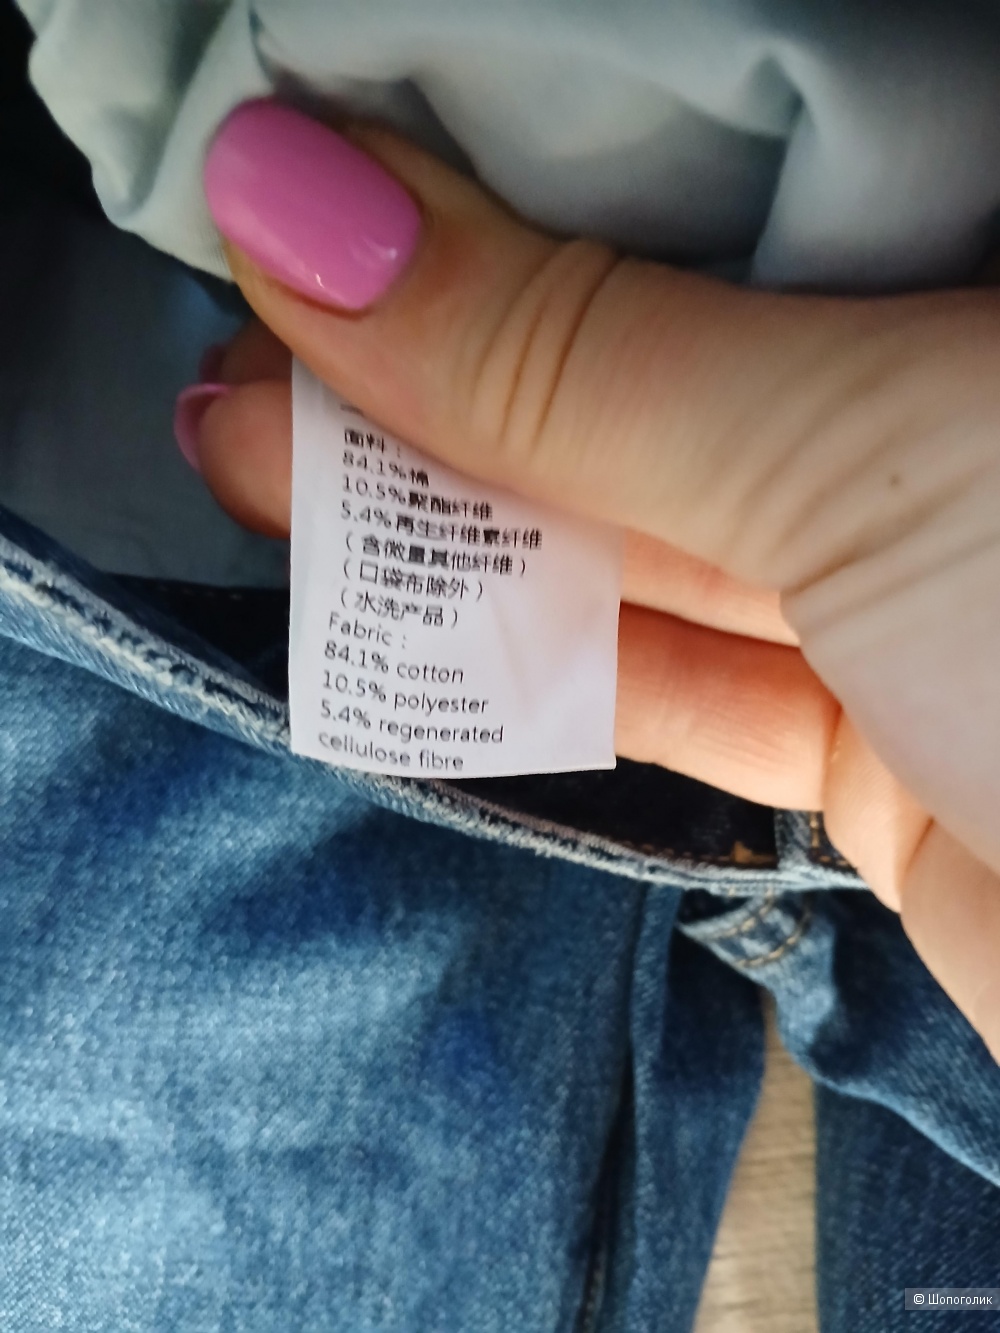 面料：
84.1%棉
10.5%聚酯纤维
5.4%再生纤维素纤维
（含微量其他纤维）
（口袋布除外）
（水洗产品）
Fabric :
84.1% cotton
10.5% polyester
5.4% regenerated
cellulose fibre
© Шопоголик